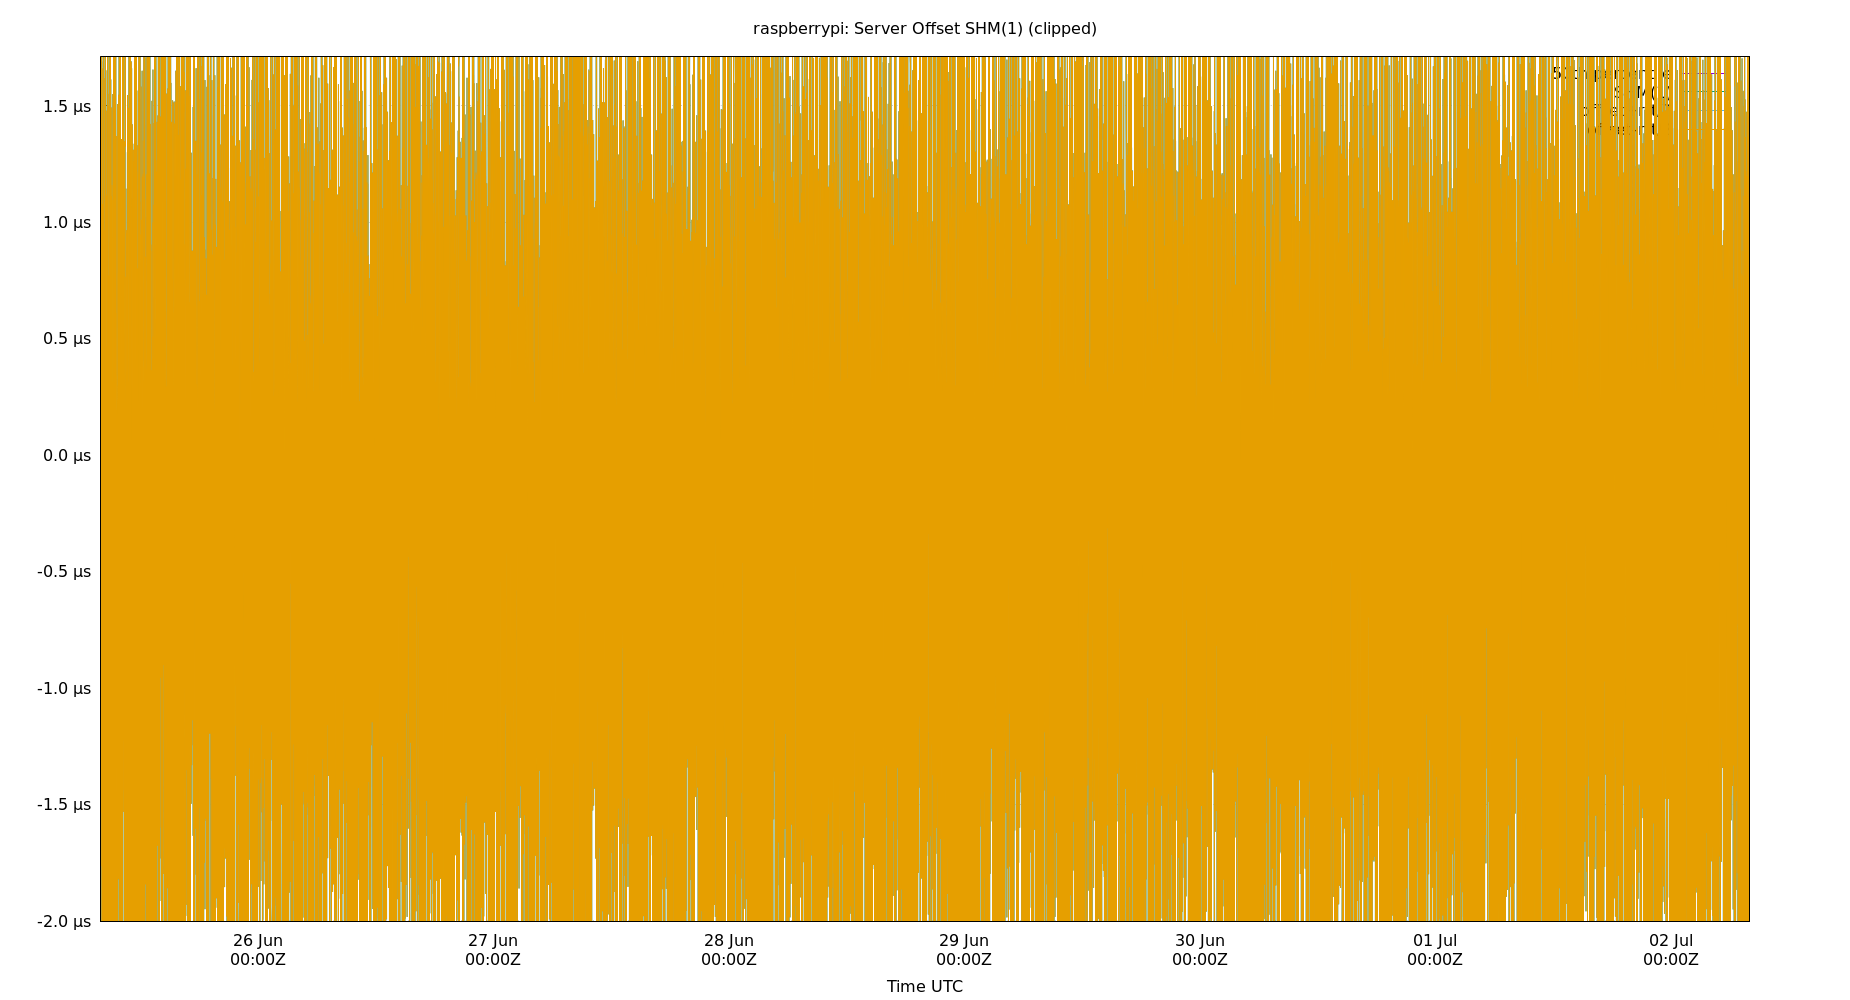 raspberrypi: Server Offset SHM(1) (clipped)
1.5 µs
1.0 µs
0.5 µs
0.0 µs
-0.5 µs
-1.0 µs
-1.5 µs
-2.0 µs
26 Jun 27 Jun 28 Jun 29 Jun 30 Jun 01 Jul 02 Jul
00:00Z 00:00Z 00:00Z 00:00Z 00:00Z 00:00Z 00:00Z
Time UTC